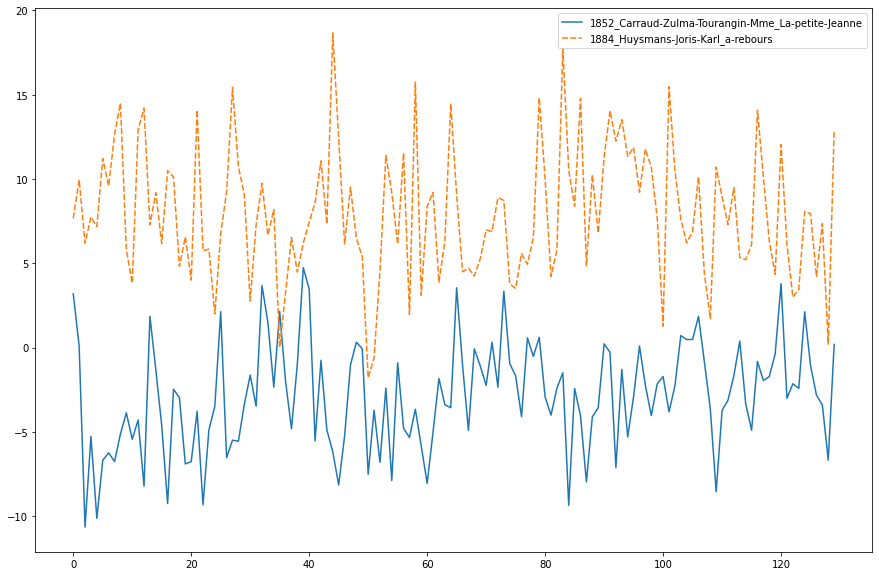 1852_Carraud-Zulma-Tourangin-Mme_La-petite-Jeanne
1884_Huysmans-Joris-Karl_a-rebours
20
15
10
5
0
−5
−10
0 20 40 60 80 100 120